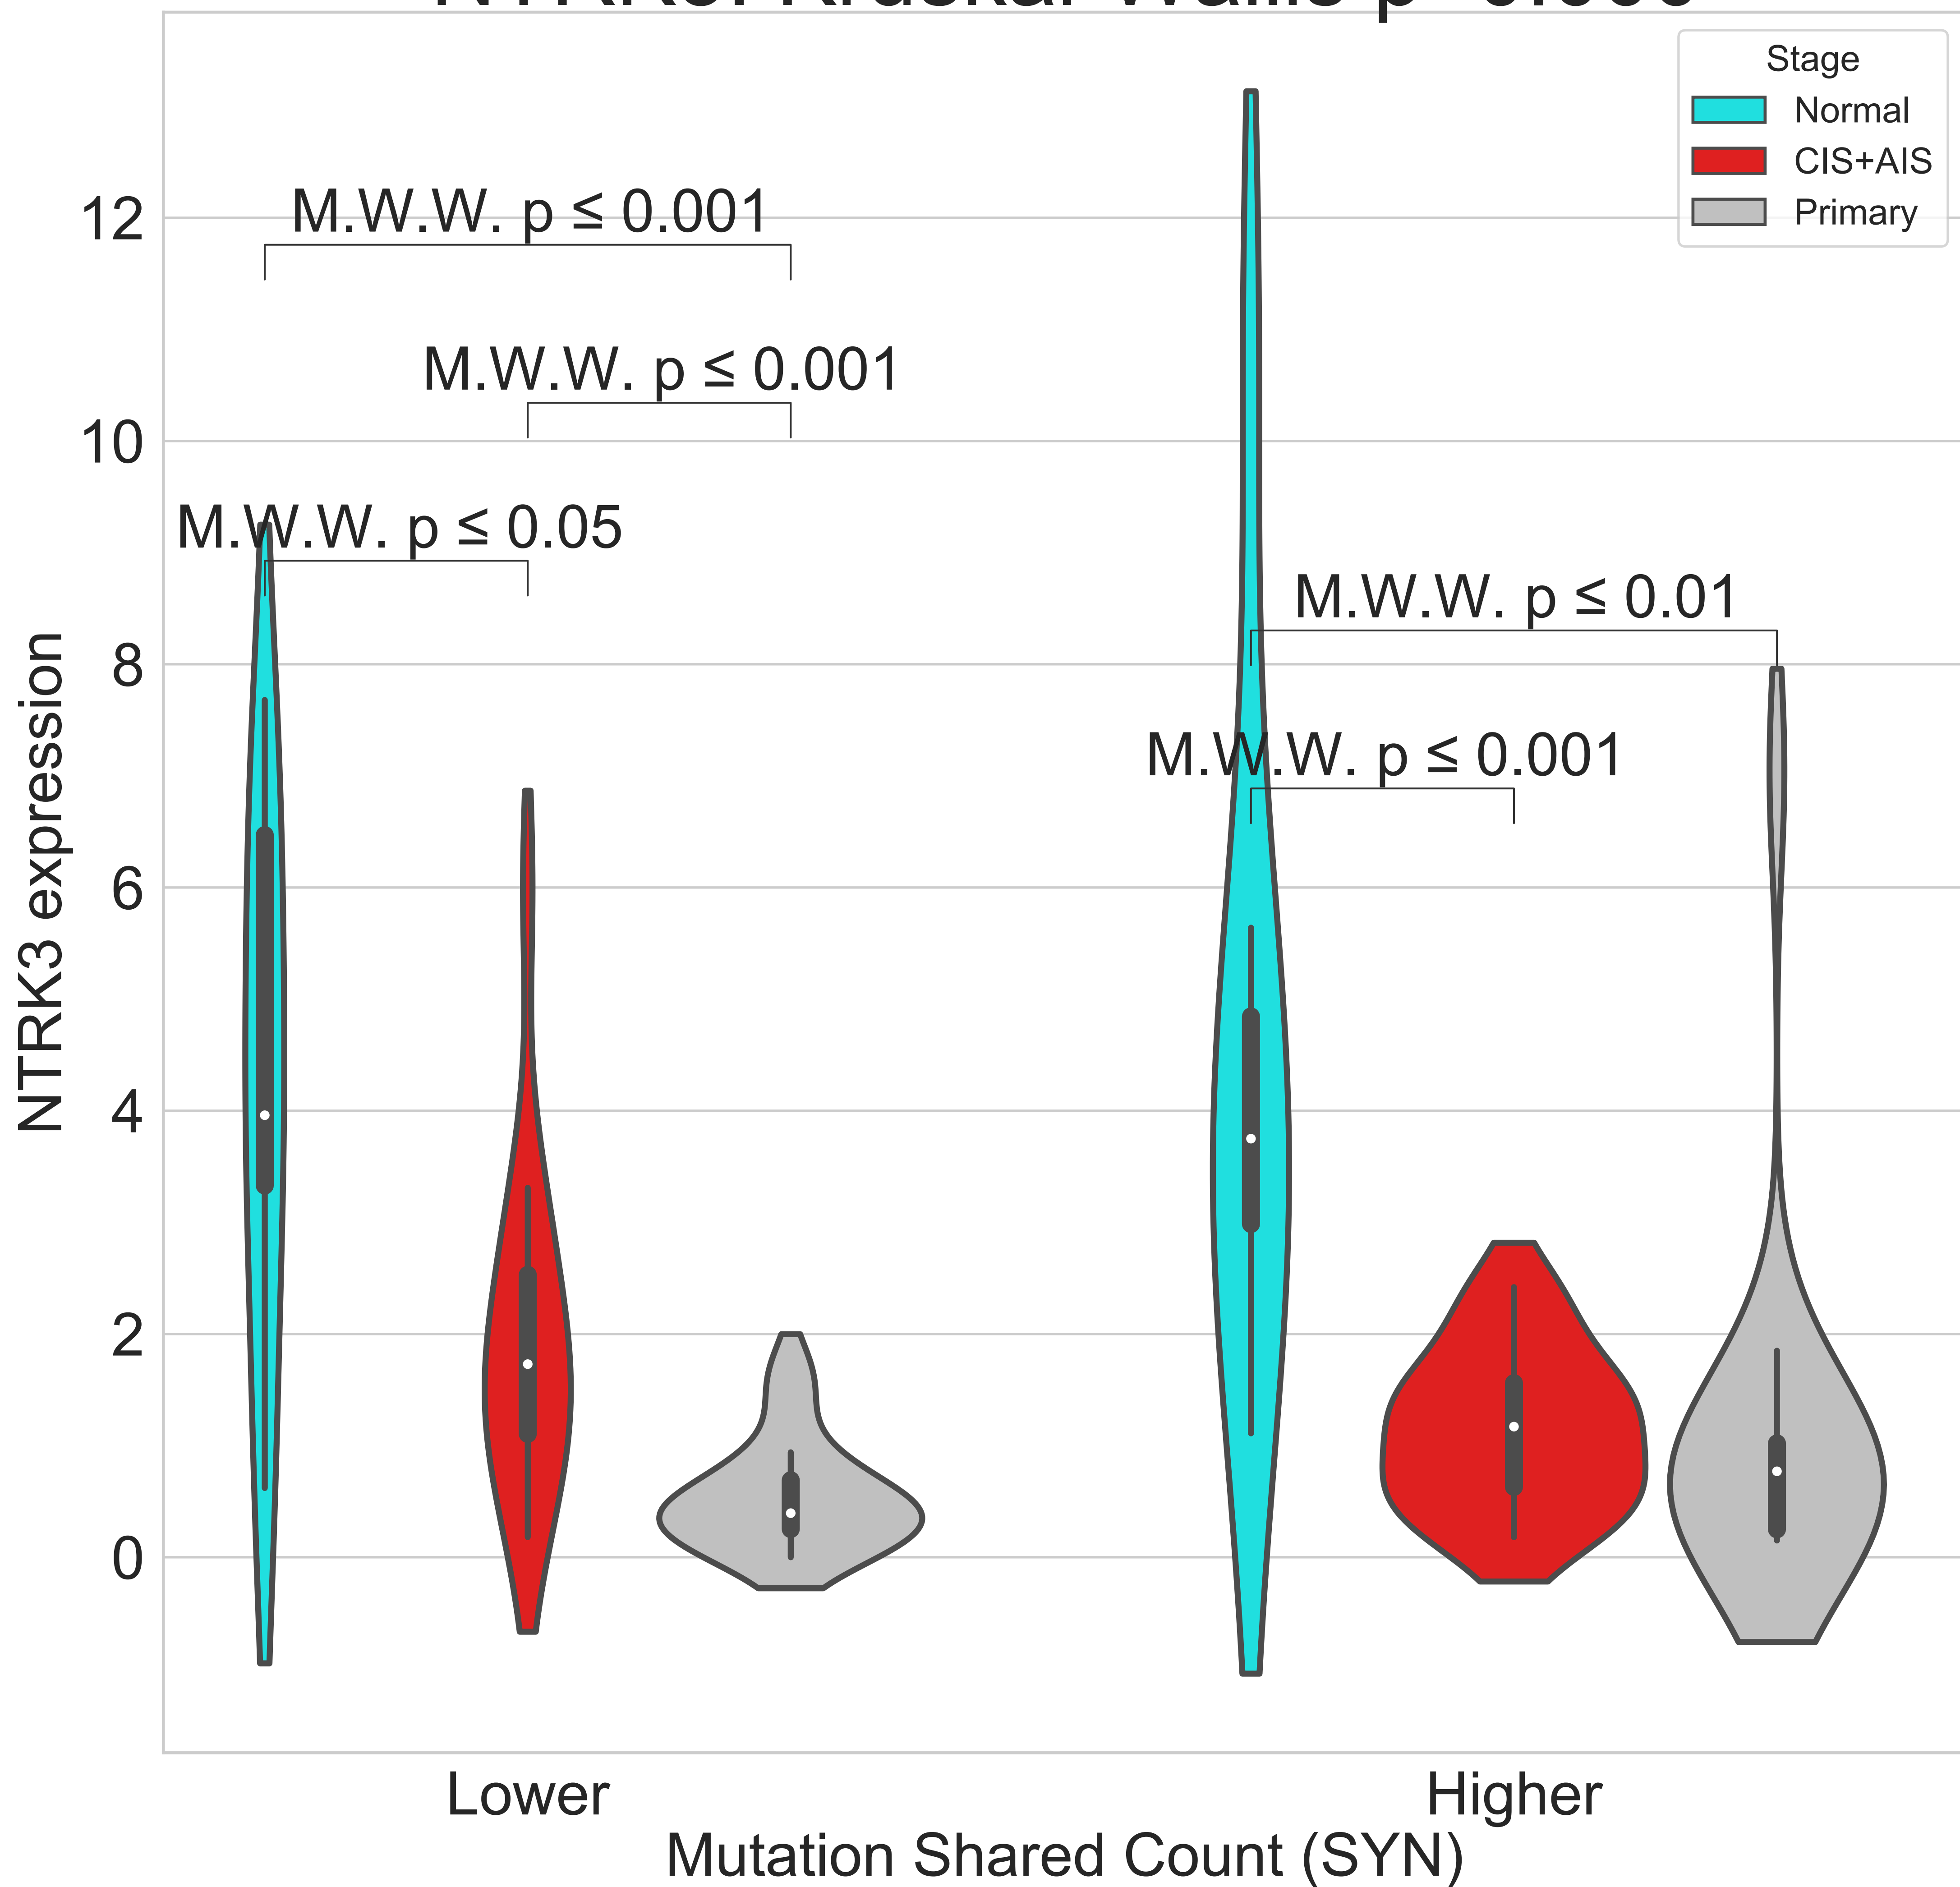 Stage
Normal
CIS+AIS
Primary
12
10
8
6
4
2
0
NTRK3 expression
M.W.W. p ≤ 0.001
M.W.W. p ≤ 0.001
M.W.W. p ≤ 0.05
M.W.W. p ≤ 0.01
M.W.W. p ≤ 0.001
Lower
Higher
Mutation Shared Count (SYN)